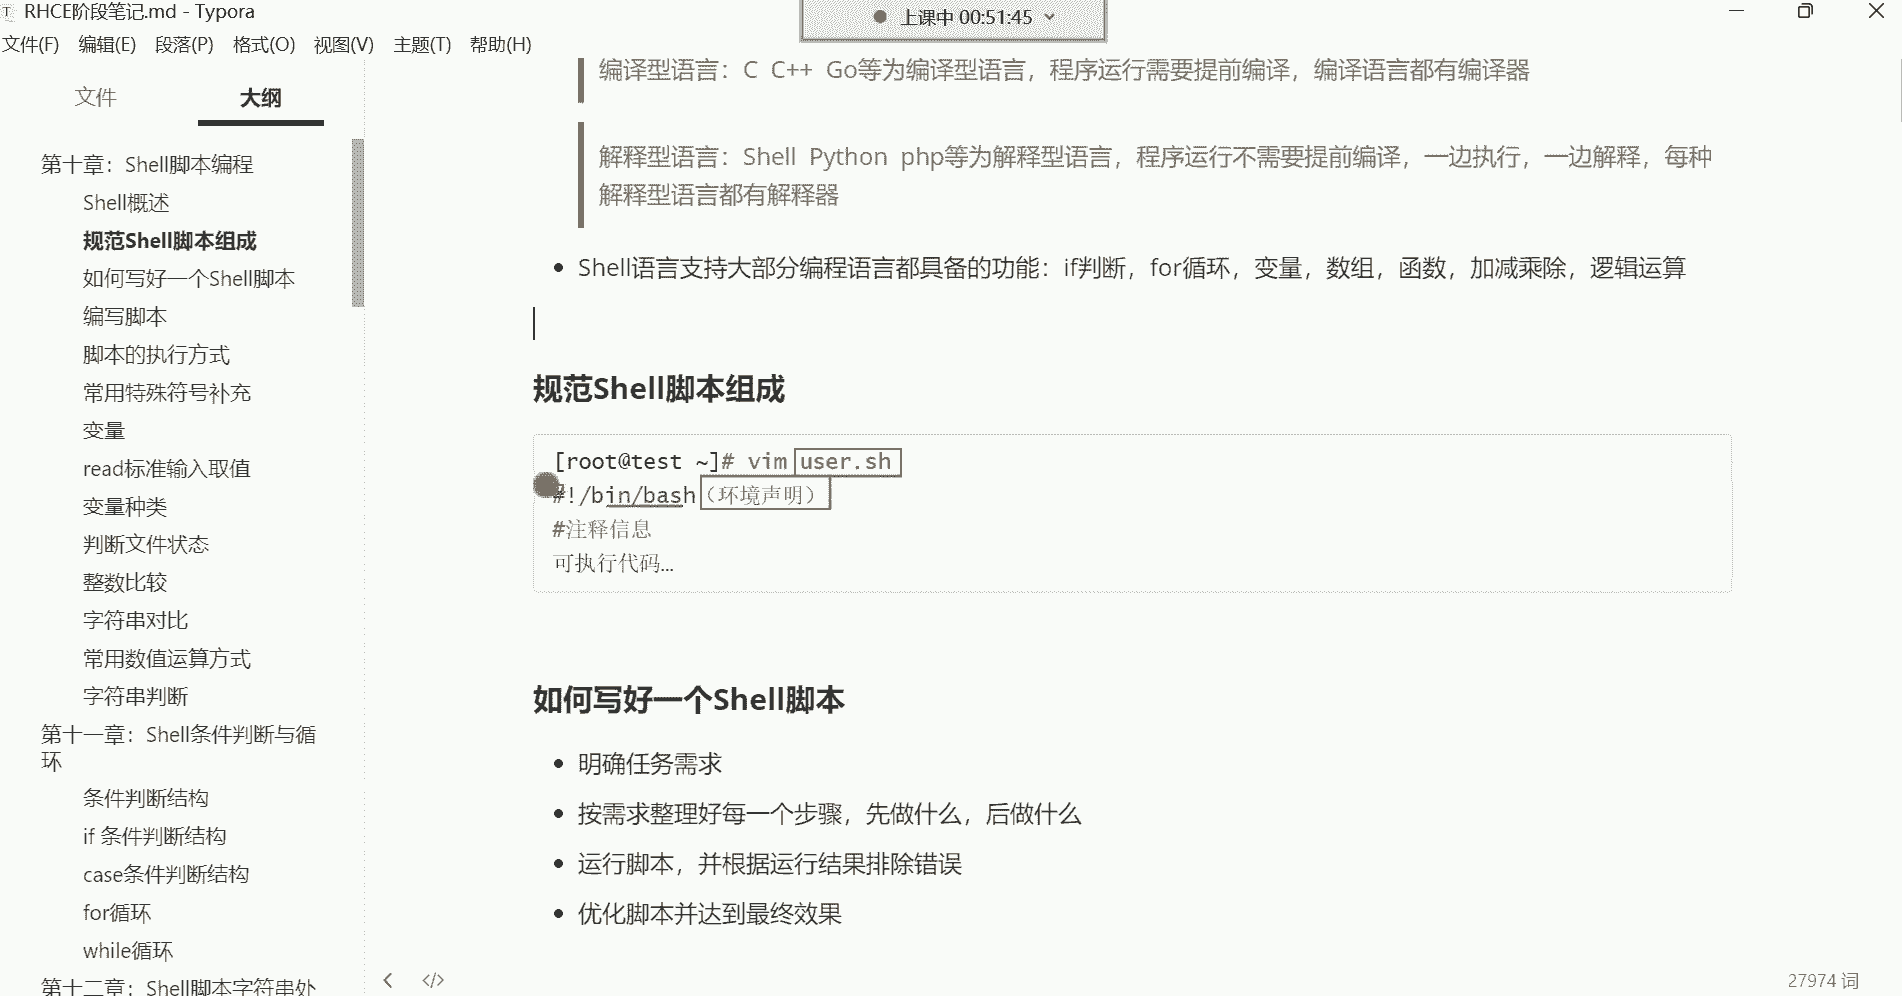 RHCE阶段笔记.md - Typora
上课中 00:51:45
文件(F) 编辑(E) 段落(P) 格式(O) 视图(V) 主题(T) 帮助(H)
文件 大纲
第十章：Shell脚本编程
Shell概述
规范Shell脚本组成
如何写好一个Shell脚本
编写脚本
脚本的执行方式
常用特殊符号补充
变量
read标准输入取值
变量种类
判断文件状态
整数比较
字符串对比
常用数值运算方式
字符串判断
第十一章：Shell条件判断与循
环
条件判断结构
if 条件判断结构
case条件判断结构
for循环
while循环
第十二章：Shell脚本字符串处
编译型语言：C C++ Go等为编译型语言，程序运行需要提前编译，编译语言都有编译器
解释型语言：Shell Python php等为解释型语言，程序运行不需要提前编译，一边执行，一边解释，每种
解释型语言都有解释器
Shell语言支持大部分编程语言都具备的功能：if判断，for循环，变量，数组，函数，加减乘除，逻辑运算
规范Shell脚本组成
[root@test ~]# vim user.sh
#!/bin/bash（环境声明）
#注释信息
可执行代码...
如何写好一个Shell脚本
明确任务需求
按需求整理好每一个步骤，先做什么，后做什么
运行脚本，并根据运行结果排除错误
优化脚本并达到最终效果
</>
27974 词